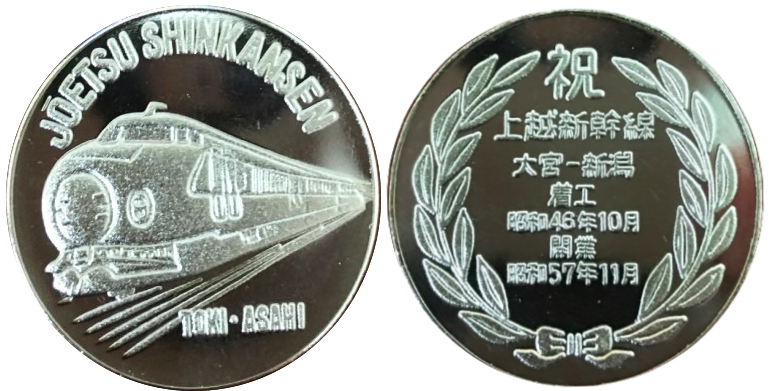 JŌETSU SHINKANSEN
TOKI・ASAHI
祝
上越新幹線
大宮－新潟
着工
昭和46年10月
開業
昭和57年11月